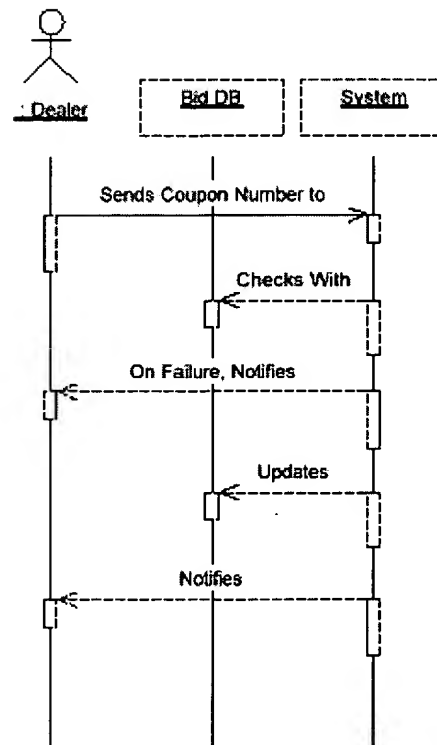 : Dealer
Bid DB
System
Sends Coupon Number to
Checks With
On Failure, Notifies
Updates
Notifies